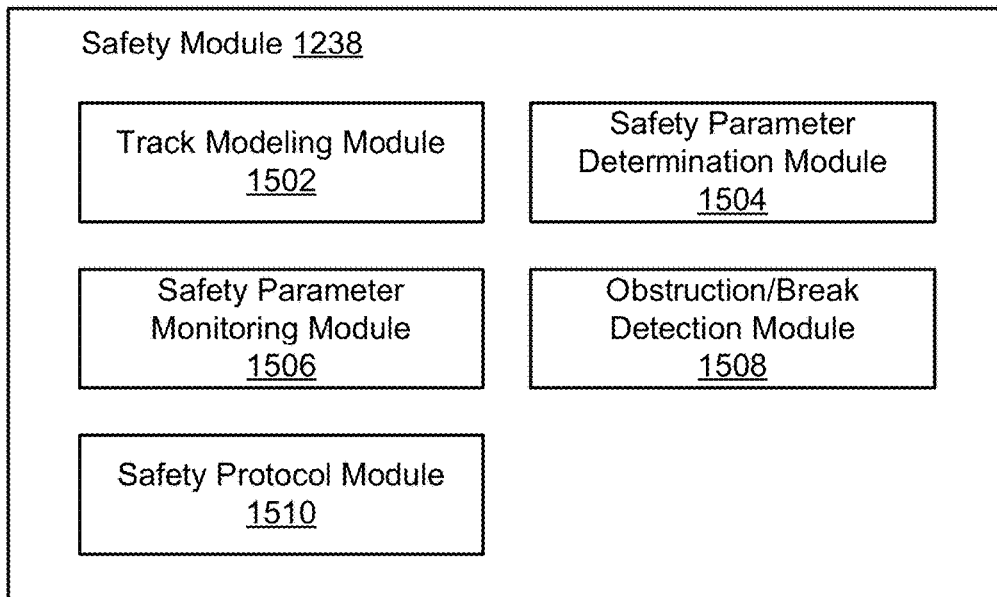 Safety Module 1238
Track Modeling Module
1502
Safety Parameter
Determination Module
1504
Safety Parameter
Monitoring Module
1506
Obstruction/Break
Detection Module
1508
Safety Protocol Module
1510